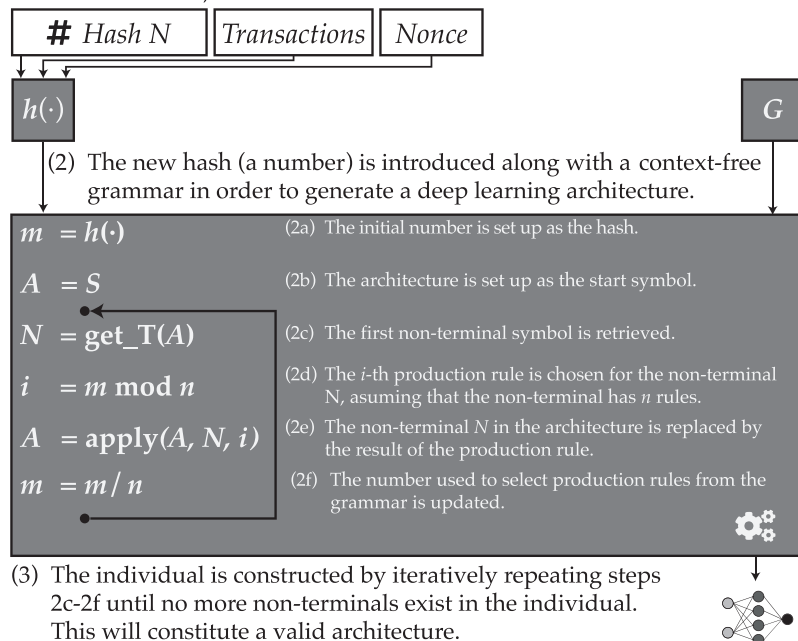 # Hash N
Transactions
Nonce
h(·)
G
(2) The new hash (a number) is introduced along with a context-free
grammar in order to generate a deep learning architecture.
m = h(·)
(2a) The initial number is set up as the hash.
A = S
(2b) The architecture is set up as the start symbol.
N = get_T(A)
(2c) The first non-terminal symbol is retrieved.
i = m mod n
(2d) The i-th production rule is chosen for the non-terminal
N, asuming that the non-terminal has n rules.
A = apply(A, N, i)
(2e) The non-terminal N in the architecture is replaced by
the result of the production rule.
m = m / n
(2f) The number used to select production rules from the
grammar is updated.
(3) The individual is constructed by iteratively repeating steps
2c-2f until no more non-terminals exist in the individual.
This will constitute a valid architecture.